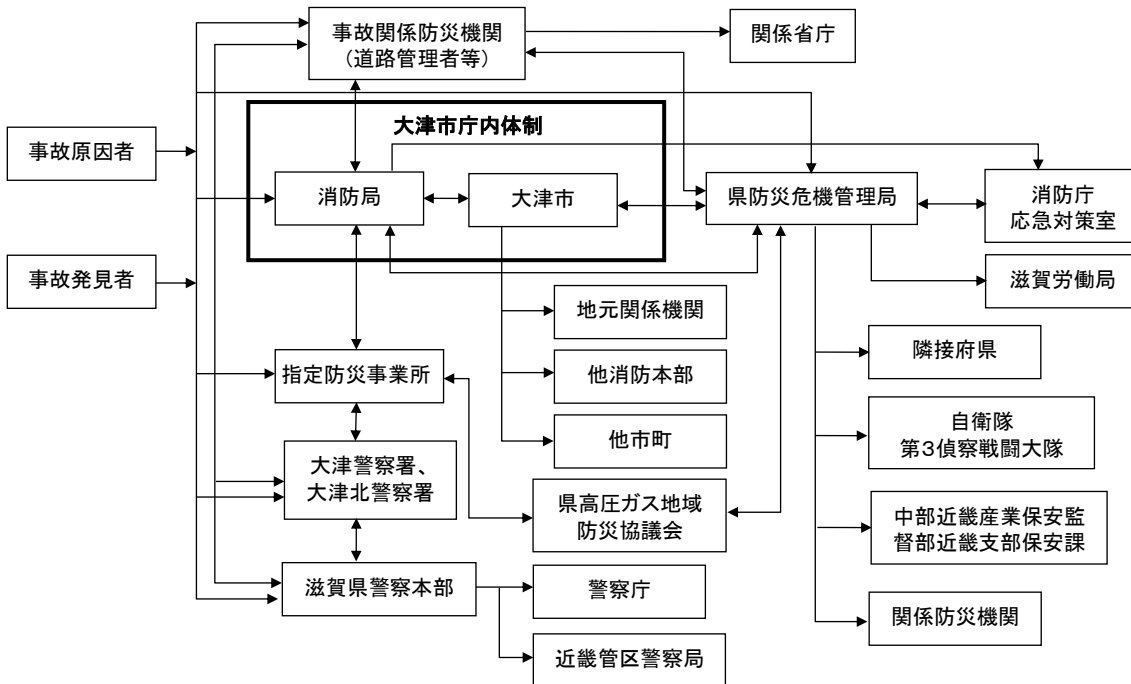 事故関係防災機関
(道路管理者等)
関係省庁
大津市庁内体制
事故原因者
消防局
大津市
県防災危機管理局
消防庁
応急対策室
事故発見者
滋賀労働局
地元関係機関
隣接府県
指定防災事業所
他消防本部
自衛隊
第3偵察戦闘大隊
他市町
大津警察署、
大津北警察署
県高圧ガス地域
防災協議会
中部近畿産業保安監
督部近畿支部保安課
滋賀県警察本部
警察庁
関係防災機関
近畿管区警察局